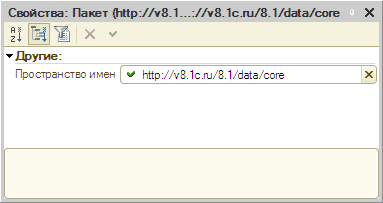 Свойства: Пакет (http://v8.1...://v8.1c.ru/8.1/data/core
Другие:
Пространство имен http://v8.1c.ru/8.1/data/core